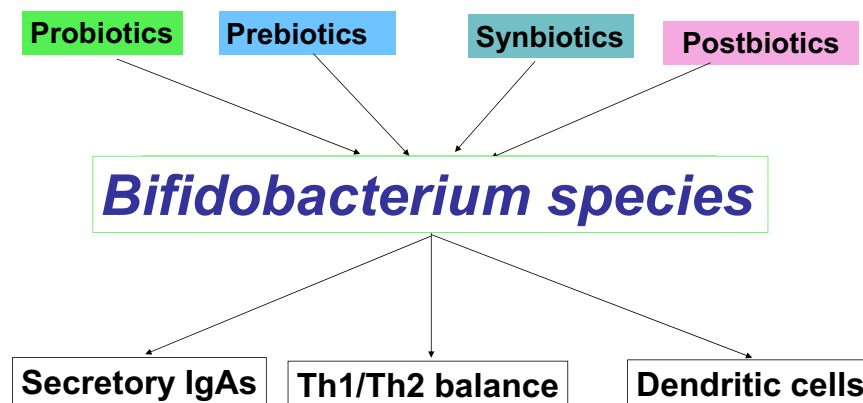 Probiotics
Prebiotics
Synbiotics
Postbiotics
Bifidobacterium species
Secretory IgAs
Th1/Th2 balance
Dendritic cells